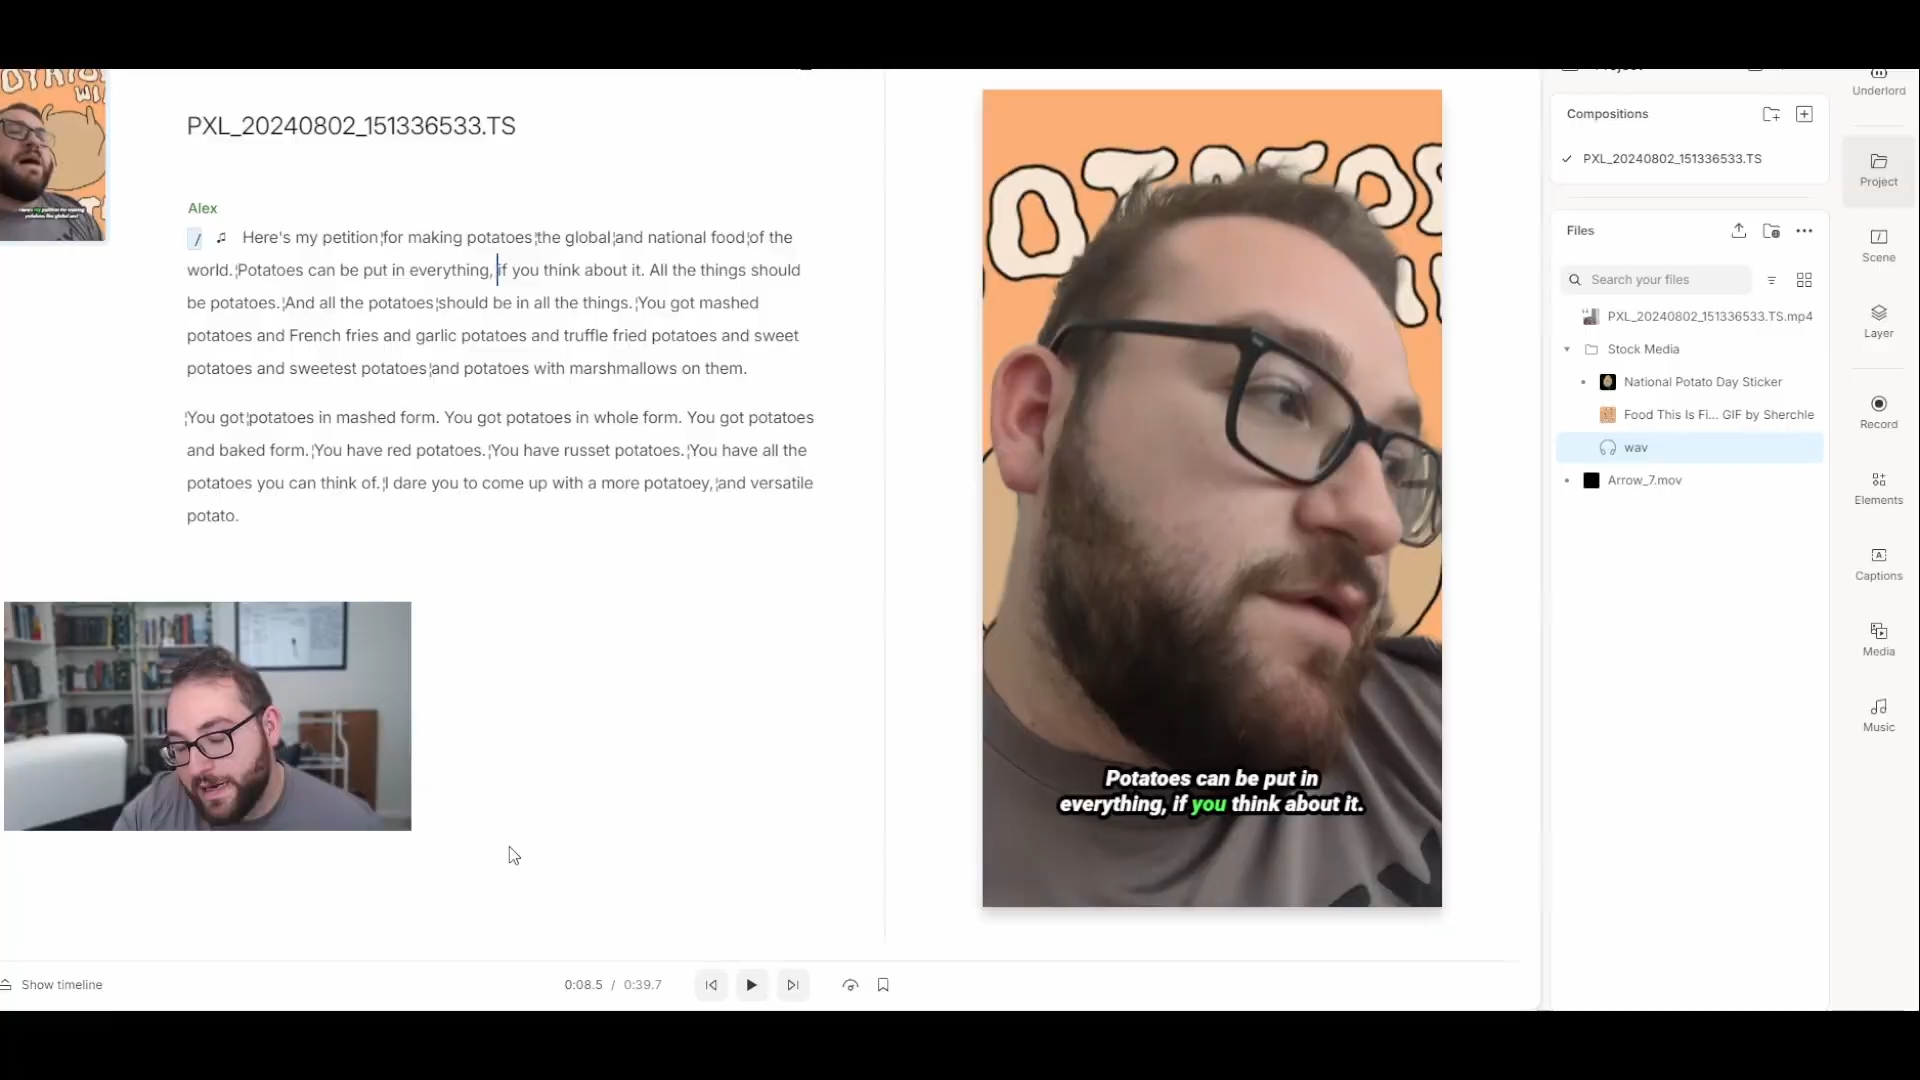 PXL_20240802_151336533.TS
Alex
/ ♫ Here's my petition for making potatoes the global and national food of the
world. Potatoes can be put in everything, if you think about it. All the things should
be potatoes. And all the potatoes should be in all the things. You got mashed
potatoes and French fries and garlic potatoes and truffle fried potatoes and sweet
potatoes and sweetest potatoes and potatoes with marshmallows on them.
You got potatoes in mashed form. You got potatoes in whole form. You got potatoes
and baked form. You have red potatoes. You have russet potatoes. You have all the
potatoes you can think of. I dare you to come up with a more potatoey, and versatile
potato.
Potatoes can be put in
everything, if you think about it.
Show timeline
0:08.5 / 0:39.7
Compositions
PXL_20240802_151336533.TS
Files
Search your files
PXL_20240802_151336533.TS.mp4
Stock Media
National Potato Day Sticker
Food This Is Fi... GIF by Sherchle
wav
Arrow_7.mov
Underlord
Project
Scene
Layer
Record
Elements
Captions
Media
Music